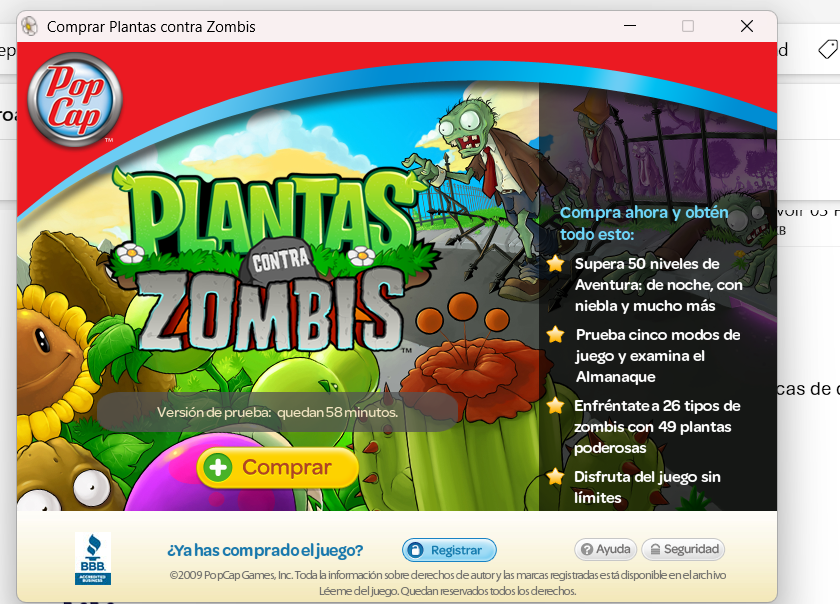 Comprar Plantas contra Zombis
Pop
Cap
TM
PLANTAS
CONTRA
ZOMBIS
TM
Compra ahora y obtén
todo esto:
Supera 50 niveles de
Aventura: de noche, con
niebla y mucho más
Prueba cinco modos de
juego y examina el
Almanaque
Enfréntate a 26 tipos de
zombis con 49 plantas
poderosas
Disfruta del juego sin
límites
Versión de prueba: quedan 58 minutos.
Comprar
BBB.
ACCREDITED
BUSINESS
¿Ya has comprado el juego?
Registrar
Ayuda
Seguridad
©2009 PopCap Games, Inc. Toda la información sobre derechos de autor y las marcas registradas está disponible en el archivo
Léeme del juego. Quedan reservados todos los derechos.